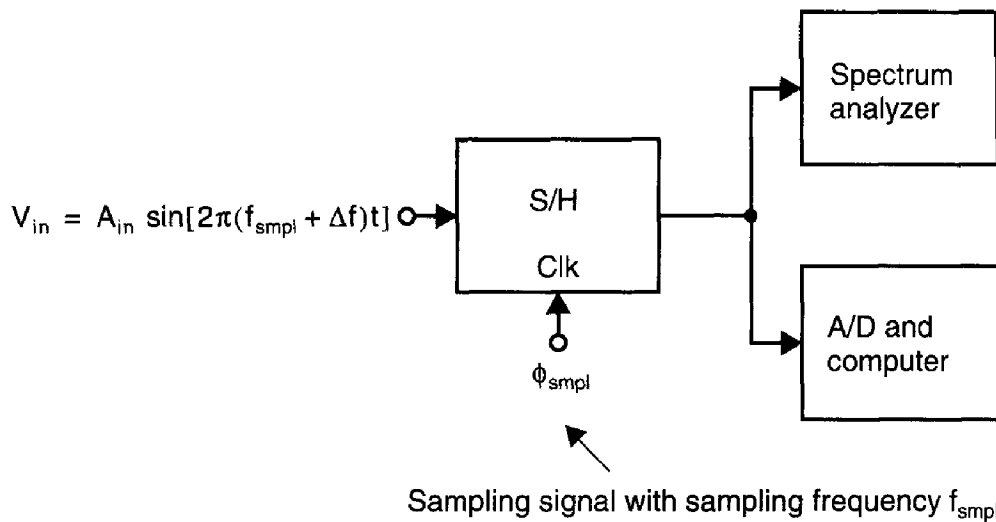 Spectrum
analyzer
V_in = A_in sin[2π(f_smpl + Δf)t]
S/H
Clk
A/D and
computer
ϕ_smpl
Sampling signal with sampling frequency f_smpl